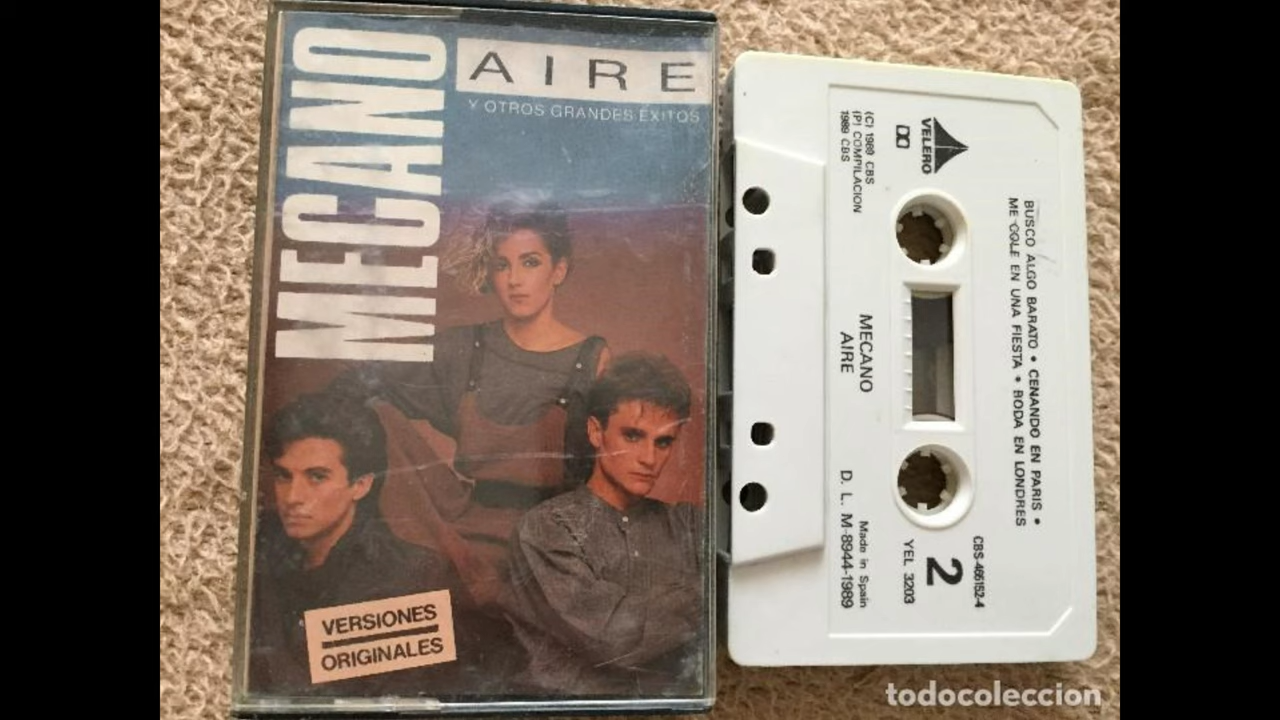 MECANO
AIRE
Y OTROS GRANDES EXITOS
VERSIONES
ORIGINALES
BUSCO ALGO BARATO • CENANDO EN PARIS •
ME COLE EN UNA FIESTA • BODA EN LONDRES
VELERO
(C) 1989 CBS
(P) COMPILACION
1989 CBS
MECANO
AIRE
CBS-466152-4
2
YEL 3203
Made in Spain
D. L. M-8944-1989
todocoleccion